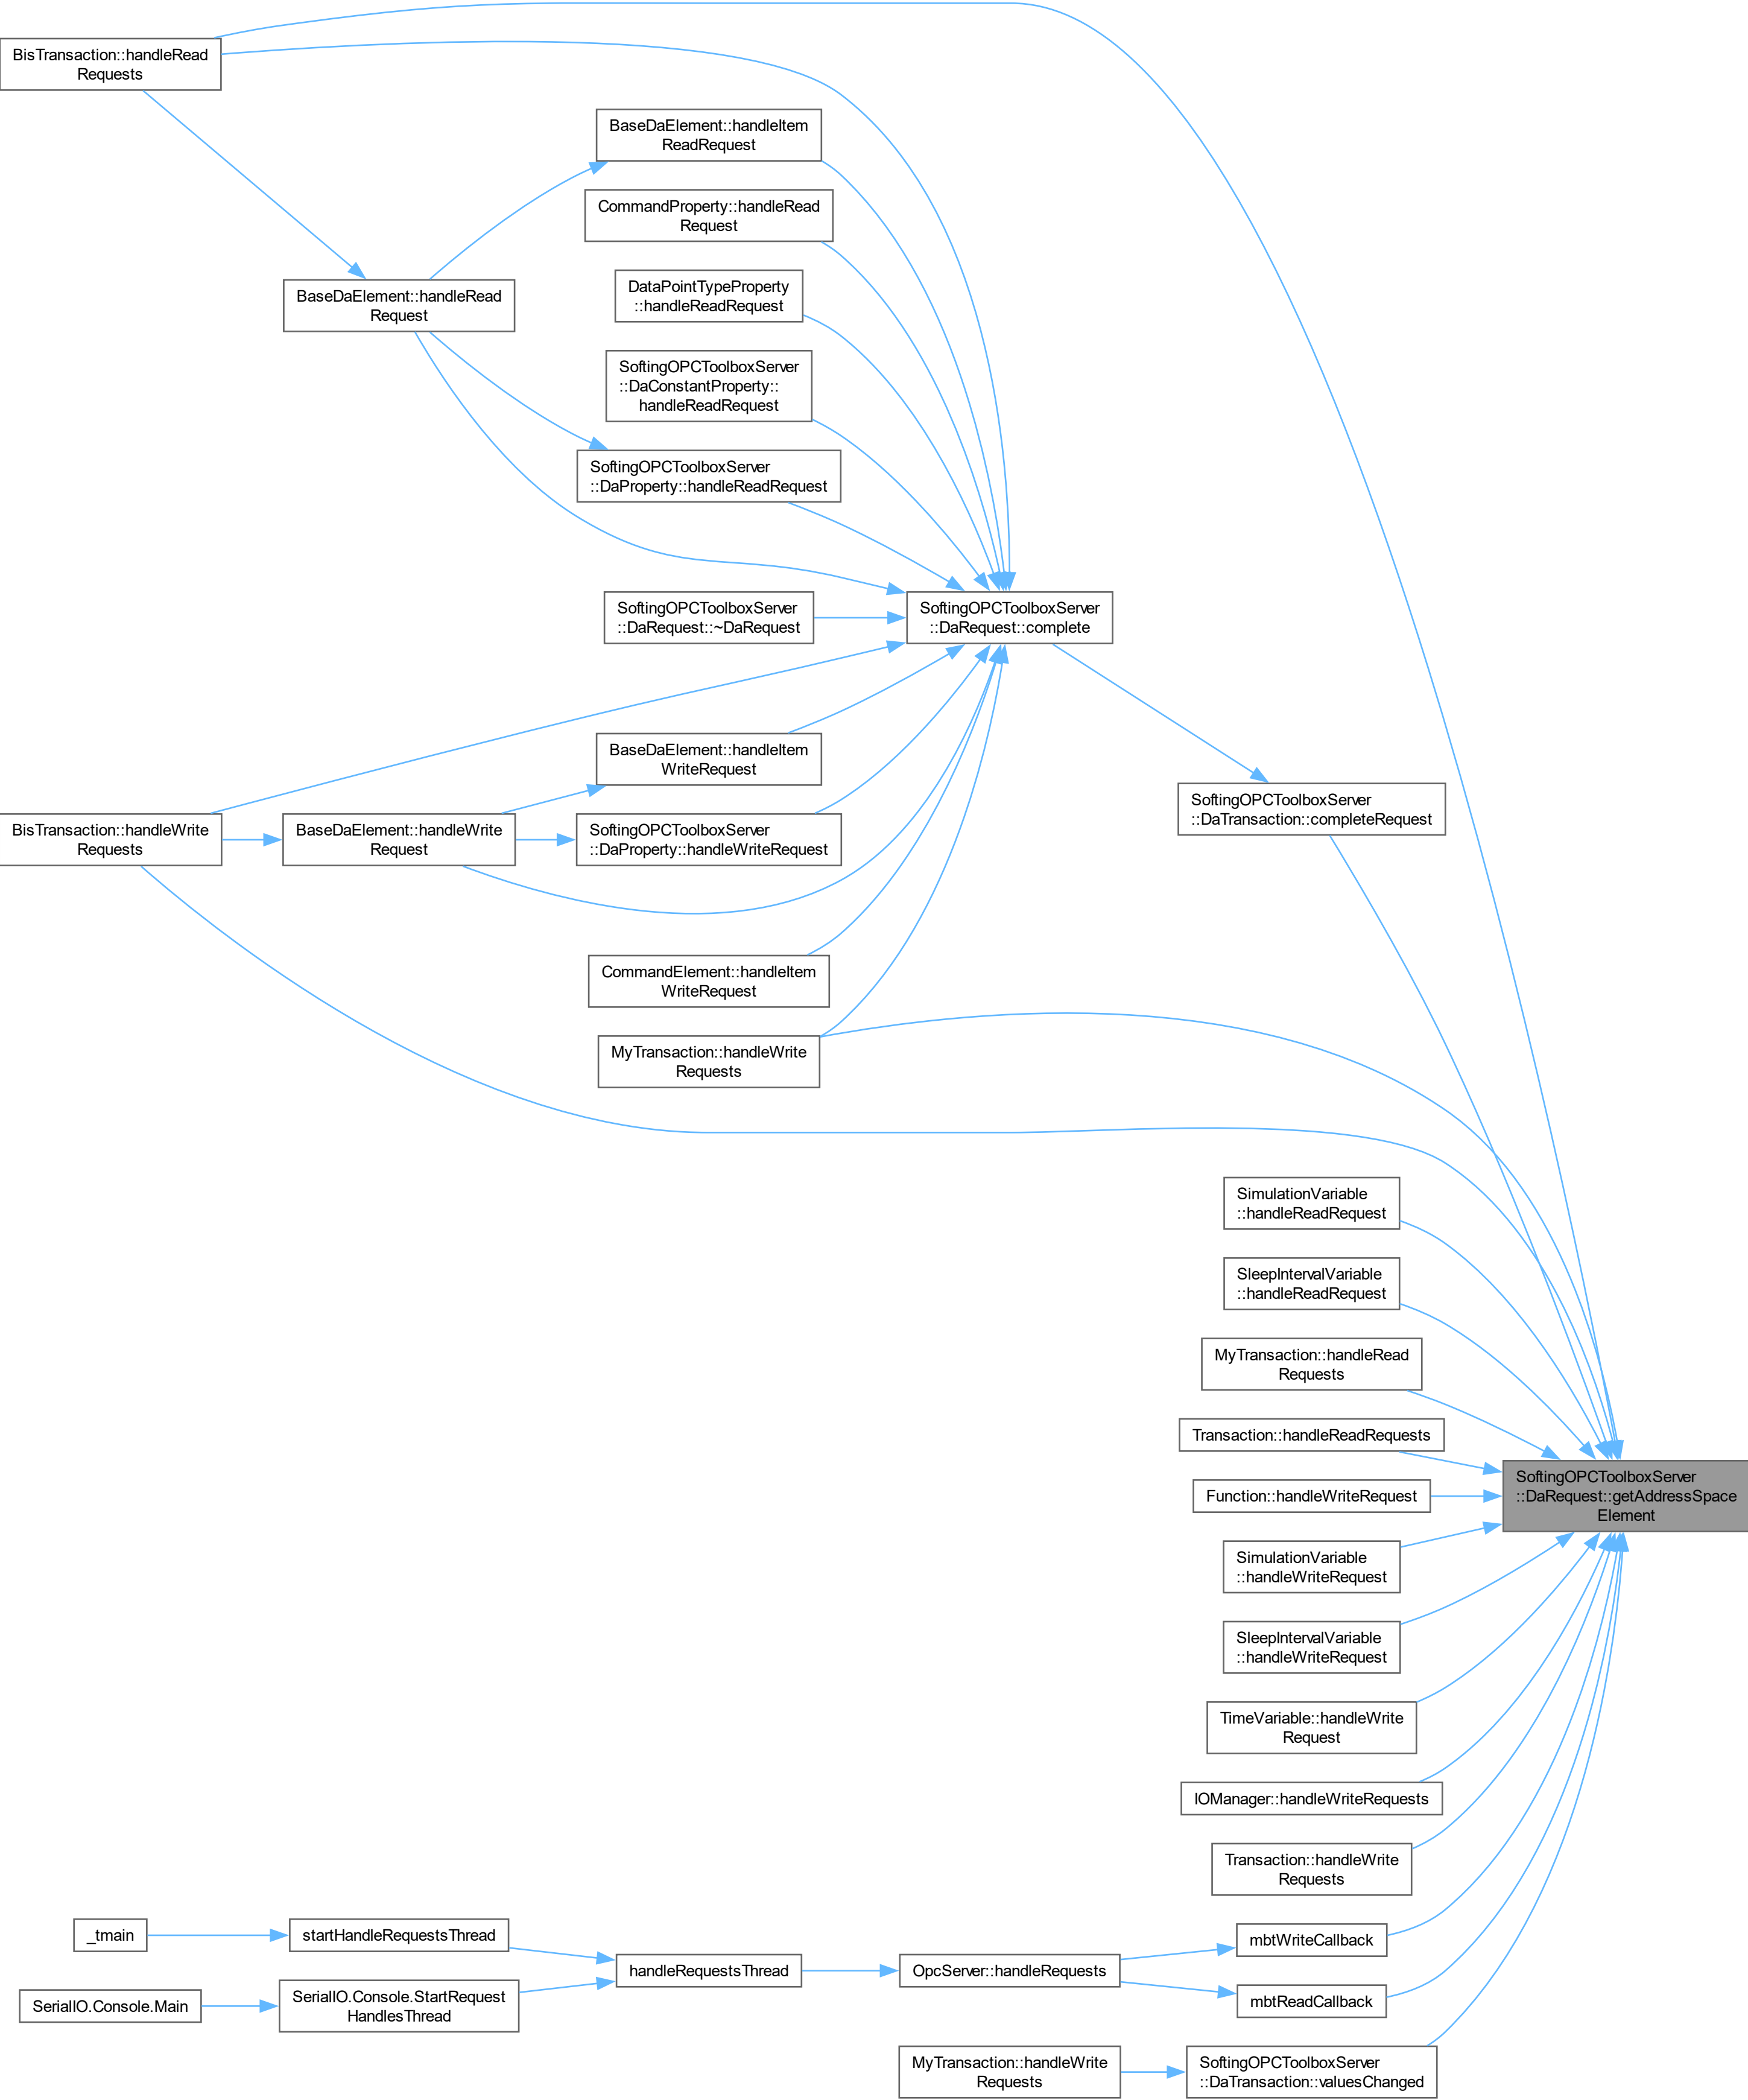 BisTransaction::handleRead
Requests
BaseDaElement::handleItem
ReadRequest
CommandProperty::handleRead
Request
DataPointTypeProperty
::handleReadRequest
BaseDaElement::handleRead
Request
SoftingOPCToolboxServer
::DaConstantProperty::
handleReadRequest
SoftingOPCToolboxServer
::DaProperty::handleReadRequest
SoftingOPCToolboxServer
::DaRequest::~DaRequest
SoftingOPCToolboxServer
::DaRequest::complete
BaseDaElement::handleItem
WriteRequest
SoftingOPCToolboxServer
::DaTransaction::completeRequest
BisTransaction::handleWrite
Requests
BaseDaElement::handleWrite
Request
SoftingOPCToolboxServer
::DaProperty::handleWriteRequest
CommandElement::handleItem
WriteRequest
MyTransaction::handleWrite
Requests
SimulationVariable
::handleReadRequest
SleepIntervalVariable
::handleReadRequest
MyTransaction::handleRead
Requests
Transaction::handleReadRequests
SoftingOPCToolboxServer
::DaRequest::getAddressSpace
Element
Function::handleWriteRequest
SimulationVariable
::handleWriteRequest
SleepIntervalVariable
::handleWriteRequest
TimeVariable::handleWrite
Request
IOManager::handleWriteRequests
Transaction::handleWrite
Requests
_tmain
startHandleRequestsThread
mbtWriteCallback
handleRequestsThread
OpcServer::handleRequests
SerialIO.Console.Main
SerialIO.Console.StartRequest
HandlesThread
mbtReadCallback
MyTransaction::handleWrite
Requests
SoftingOPCToolboxServer
::DaTransaction::valuesChanged